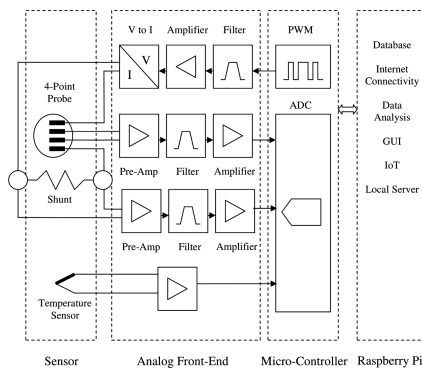 V to I Amplifier Filter PWM
V
I
Database
Internet
Connectivity
Data
Analysis
GUI
IoT
Local Server
4-Point
Probe
ADC
Shunt
Pre-Amp Filter Amplifier
Pre-Amp Filter Amplifier
Temperature
Sensor
Sensor Analog Front-End Micro-Controller Raspberry Pi